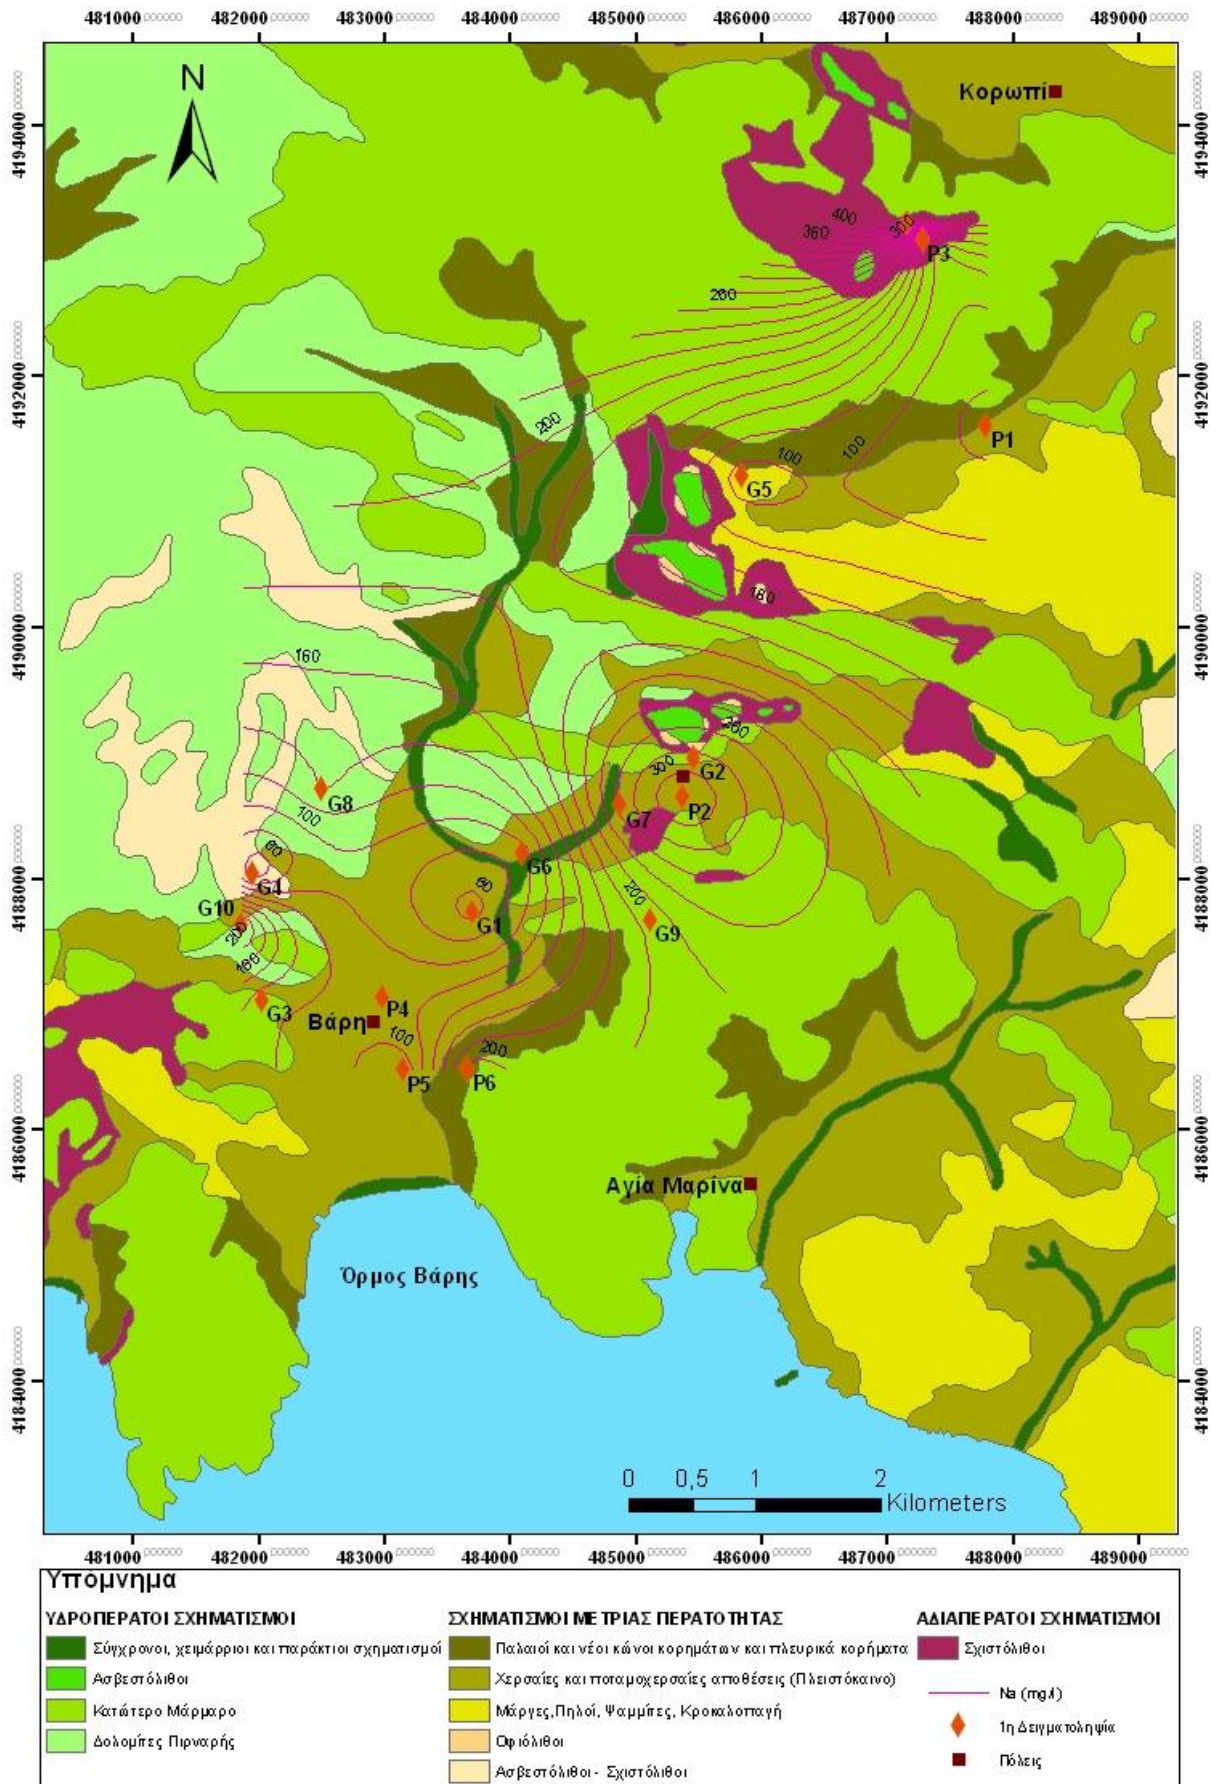 481000 482000 483000 484000 485000 486000 487000 488000 489000
N
Κορωπί
4194000
4194000
400
360
300
P3
260
4192000
4192000
200
P1
100
100
G5
160
4190000
4190000
160
260
300
G2
G8
P2
G7
100
60
G6
G4
60
4188000
4188000
G10
G1
200
G9
200
160
G3
P4
Βάρη
100
200
P5
P6
4186000
4186000
Αγία Μαρίνα
Όρμος Βάρης
4184000
4184000
0 0,5 1 2
Kilometers
481000 482000 483000 484000 485000 486000 487000 488000 489000
Υπόμνημα
ΥΔΡΟΠΕΡΑΤΟΙ ΣΧΗΜΑΤΙΣΜΟΙ
Σύγχρονοι, χειμάρριοι και παράκτιοι σχηματισμοί
Ασβεστόλιθοι
Κατώτερο Μάρμαρο
Δολομίτες Πιρναρής
ΣΧΗΜΑΤΙΣΜΟΙ ΜΕΤΡΙΑΣ ΠΕΡΑΤΟΤΗΤΑΣ
Παλαιοί και νέοι κώνοι κορημάτων και πλευρικά κορήματα
Χερσαίες και ποταμοχερσαίες αποθέσεις (Πλειστόκαινο)
Μάργες,Πηλοί, Ψαμμίτες, Κροκαλοπαγή
Οφιόλιθοι
Ασβεστόλιθοι - Σχιστόλιθοι
ΑΔΙΑΠΕΡΑΤΟΙ ΣΧΗΜΑΤΙΣΜΟΙ
Σχιστόλιθοι
Na (mg/l)
1η Δειγματοληψία
Πόλεις